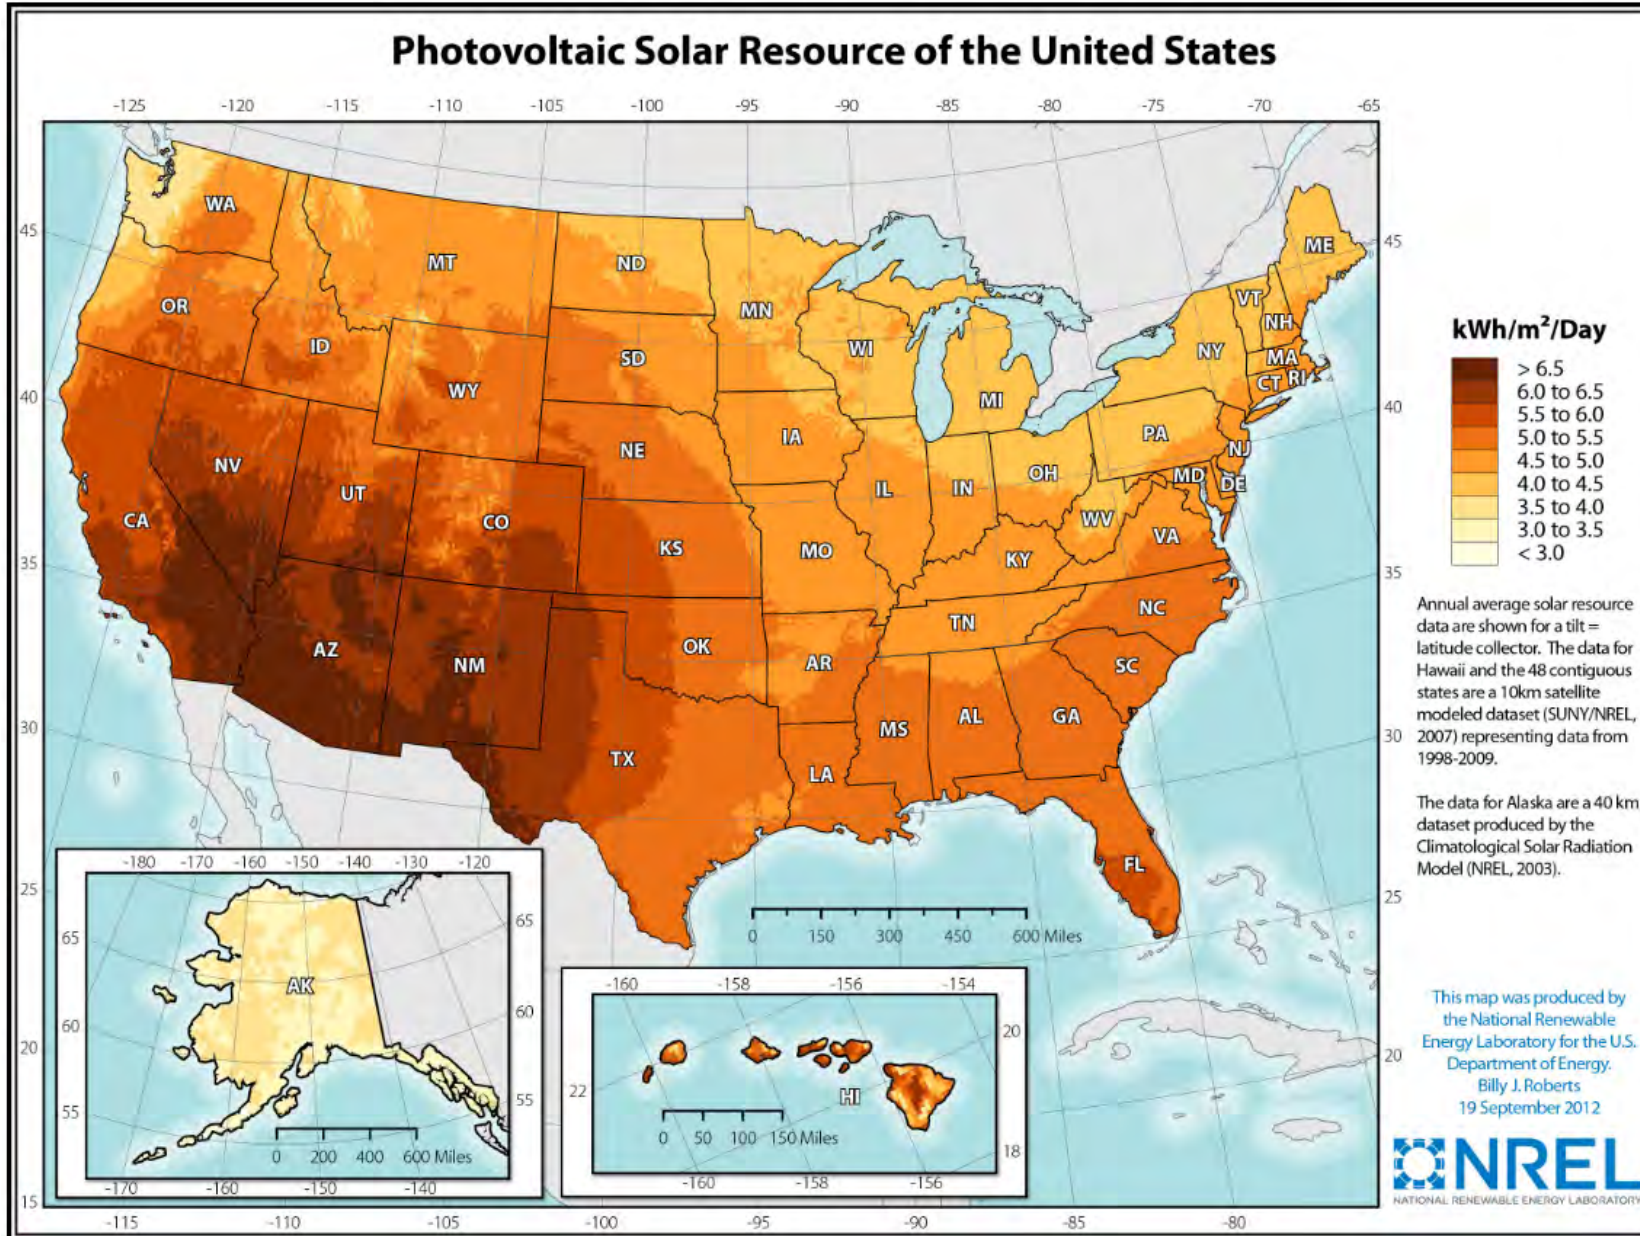 Photovoltaic Solar Resource of the United States
-125 -120 -115 -110 -105 -100 -95 -90 -85 -80 -75 -70 -65
45
40
35
30
25
20
15
45
40
35
30
25
20
-115 -110 -105 -100 -95 -90 -85 -80
WA
OR
CA
NV
ID
MT
WY
UT
CO
AZ
NM
ND
SD
NE
KS
OK
TX
MN
IA
MO
AR
LA
WI
IL
MI
IN
OH
KY
TN
MS
AL
GA
FL
SC
NC
VA
WV
PA
NY
VT
NH
ME
MA
CT
RI
NJ
MD
DE
0 150 300 450 600 Miles
-180 -170 -160 -150 -140 -130 -120
65
60
55
65
60
55
AK
0 200 400 600 Miles
-170 -160 -150 -140
-160 -158 -156 -154
22
20
18
HI
0 50 100 150 Miles
-160 -158 -156
kWh/m²/Day
> 6.5
6.0 to 6.5
5.5 to 6.0
5.0 to 5.5
4.5 to 5.0
4.0 to 4.5
3.5 to 4.0
3.0 to 3.5
< 3.0
Annual average solar resource
data are shown for a tilt =
latitude collector. The data for
Hawaii and the 48 contiguous
states are a 10km satellite
modeled dataset (SUNY/NREL,
2007) representing data from
1998-2009.
The data for Alaska are a 40 km
dataset produced by the
Climatological Solar Radiation
Model (NREL, 2003).
This map was produced by
the National Renewable
Energy Laboratory for the U.S.
Department of Energy.
Billy J. Roberts
19 September 2012
NREL
NATIONAL RENEWABLE ENERGY LABORATORY